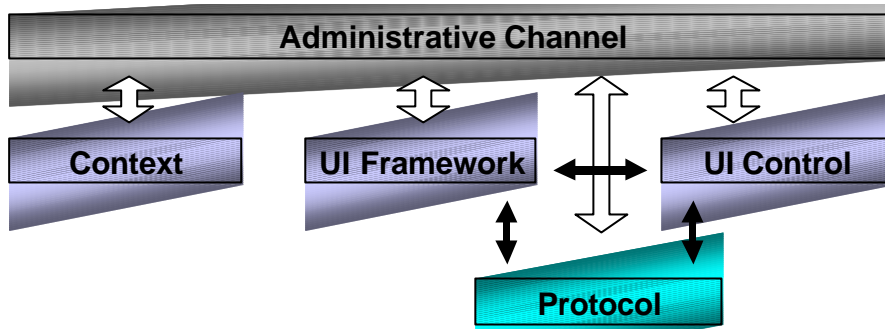 Administrative Channel
Context
UI Framework
UI Control
Protocol